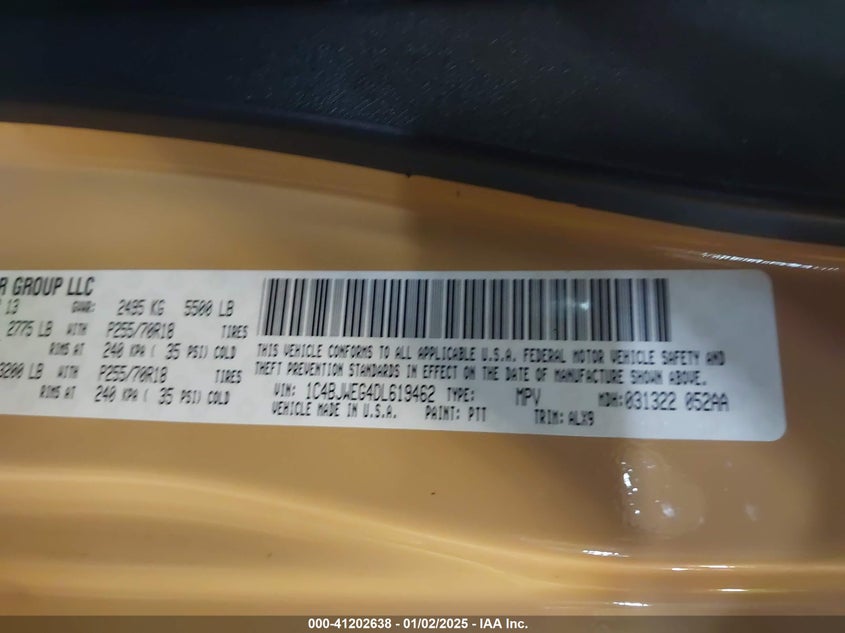 R GROUP LLC
13 GVWR: 2495 KG 5500 LB
2775 LB WITH P255/70R18 TIRES
RIMS AT 240 KPA ( 35 PSI) COLD
3200 LB WITH P255/70R18 TIRES
RIMS AT 240 KPA ( 35 PSI) COLD
THIS VEHICLE CONFORMS TO ALL APPLICABLE U.S.A. FEDERAL MOTOR VEHICLE SAFETY AND
THEFT PREVENTION STANDARDS IN EFFECT ON THE DATE OF MANUFACTURE SHOWN ABOVE.
VIN: 1C4BJWEG4DL619462 TYPE: MPV MDH: 031322 052AA
VEHICLE MADE IN U.S.A. PAINT: PTT TRIM: ALX9
000-41202638 - 01/02/2025 - IAA Inc.